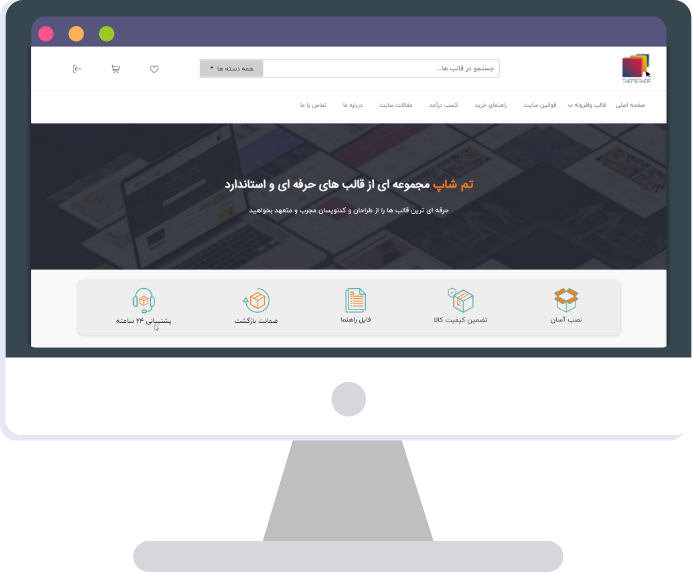 THEMESHOP
جستجو در قالب ها...
همه دسته ها
صفحه اصلی
قالب وافزونه
قوانین سایت
راهنمای خرید
کسب درآمد
مقالات سایت
درباره ما
تماس با ما
تم شاپ مجموعه ای از قالب های حرفه ای و استاندارد
حرفه ای ترین قالب ها را از طراحان و کدنویسان مجرب و متعهد بخواهید
نصب آسان
تضمین کیفیت کالا
فایل راهنما
ضمانت بازگشت
پشتیبانی ۲۴ ساعته